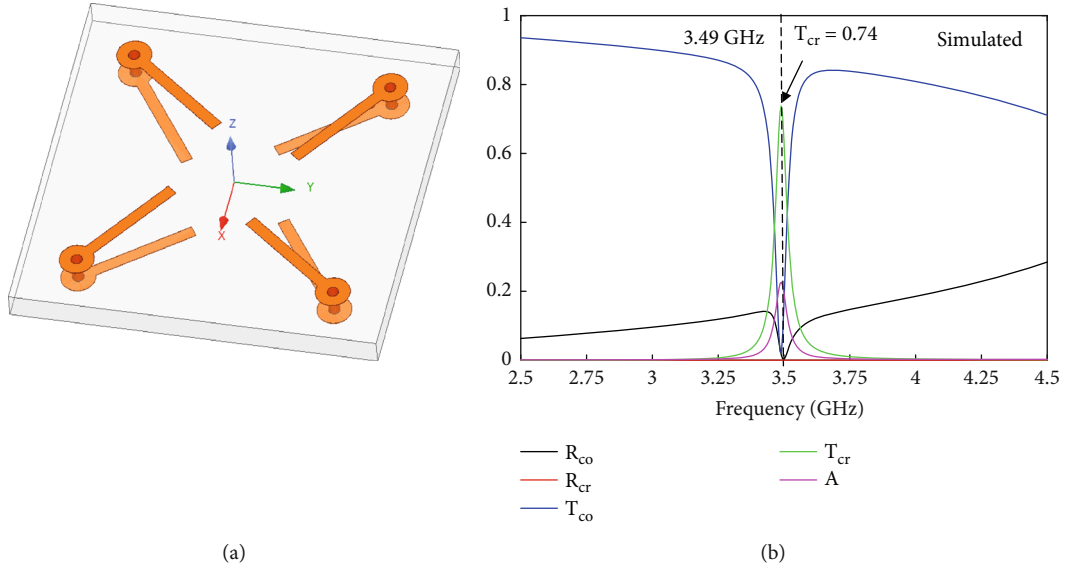 Z
Y
X
(a)
3.49 GHz
T_cr = 0.74
Simulated
1
0.8
0.6
0.4
0.2
0
2.5 2.75 3 3.25 3.5 3.75 4 4.25 4.5
Frequency (GHz)
R_co
R_cr
T_co
T_cr
A
(b)